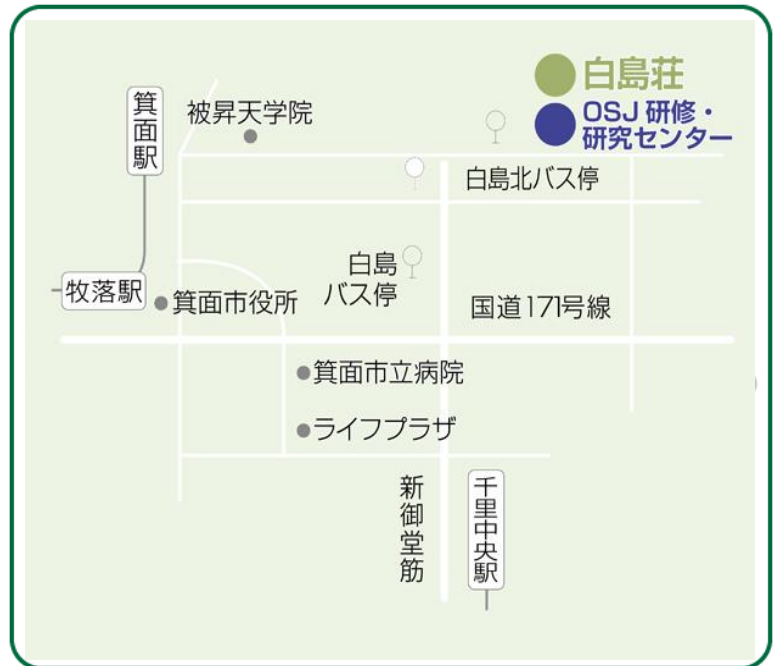 白島荘
OSJ 研修・
研究センター
箕面駅
被昇天学院
白島北バス停
白島
バス停
牧落駅
箕面市役所
国道171号線
箕面市立病院
ライフプラザ
新御堂筋
千里中央駅